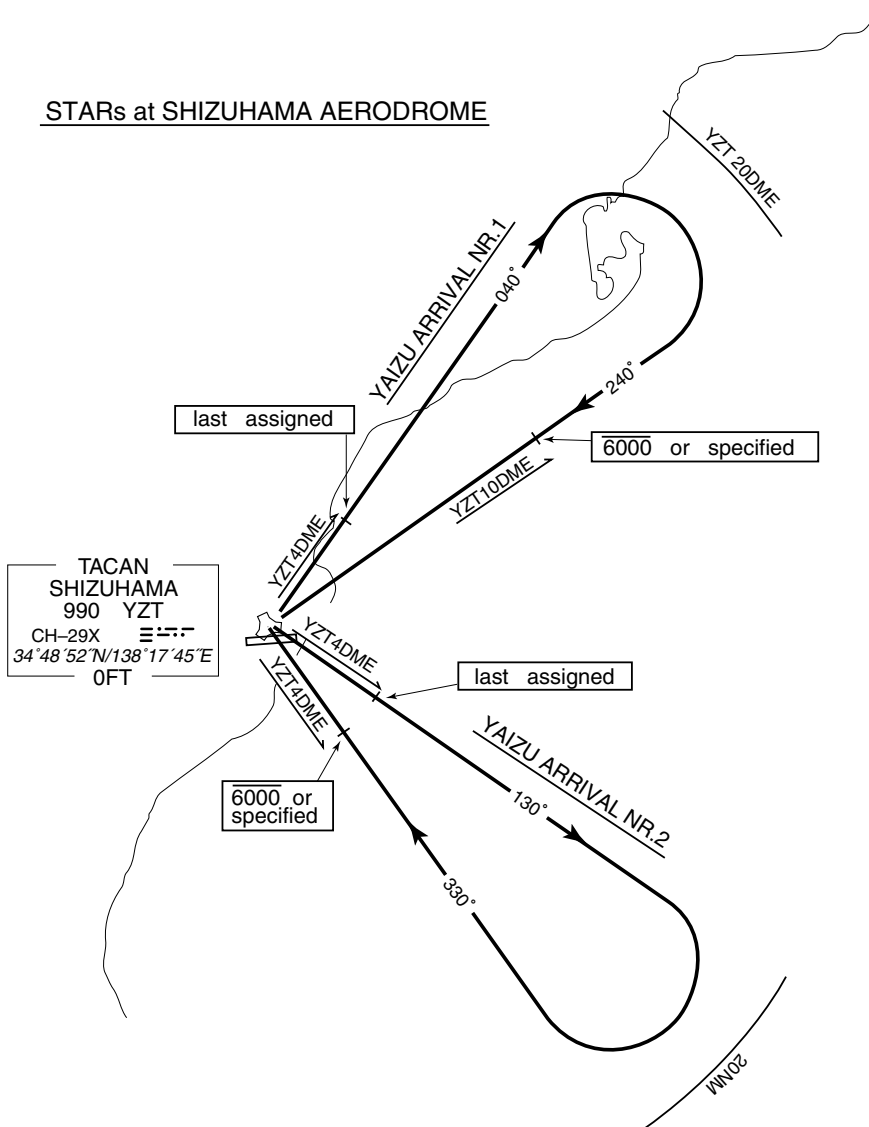 STARs at SHIZUHAMA AERODROME
YZT 20DME
YAIZU ARRIVAL NR.1
040˚
240˚
last assigned
6000 or specified
YZT10DME
YZT4DME
TACAN
SHIZUHAMA
990 YZT
CH–29X
34˚48´52˝N/138˚17´45˝E
0FT
YZT4DME
last assigned
YZT4DME
YAIZU ARRIVAL NR.2
6000 or
specified
130˚
330˚
20NM